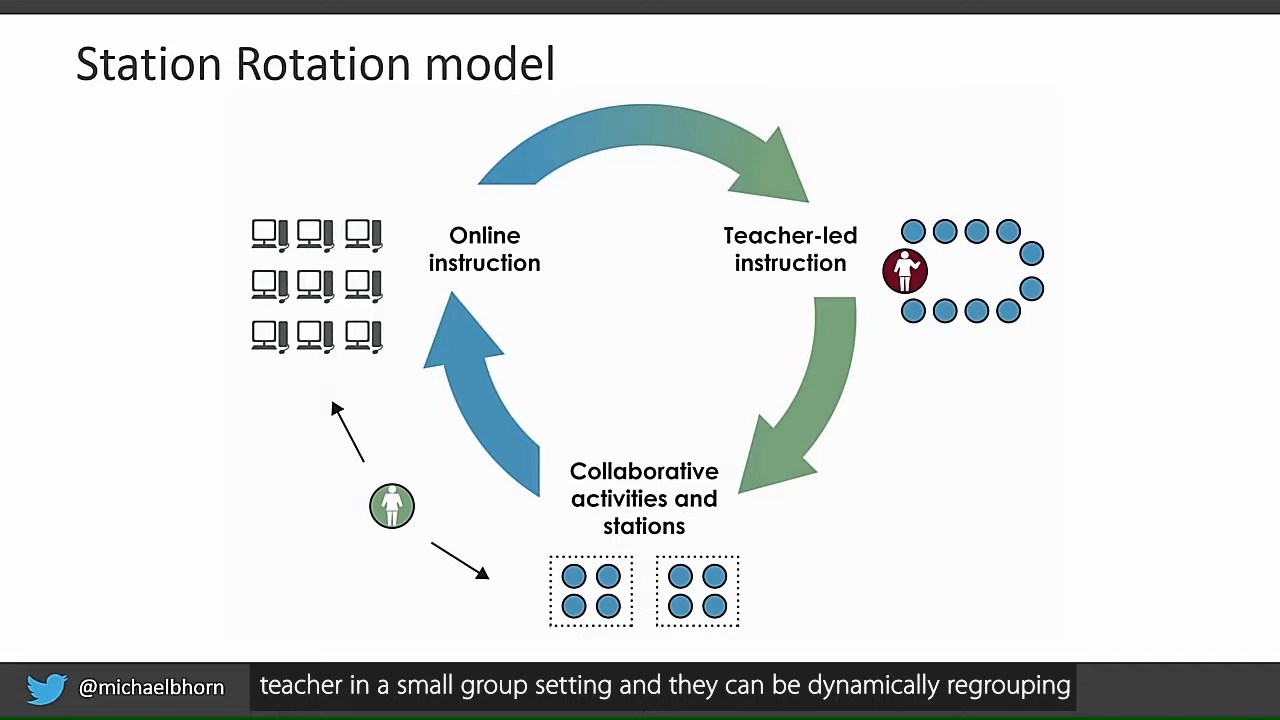 Station Rotation model
Online
instruction
Teacher-led
instruction
Collaborative
activities and
stations
@michaelbhorn
teacher in a small group setting and they can be dynamically regrouping